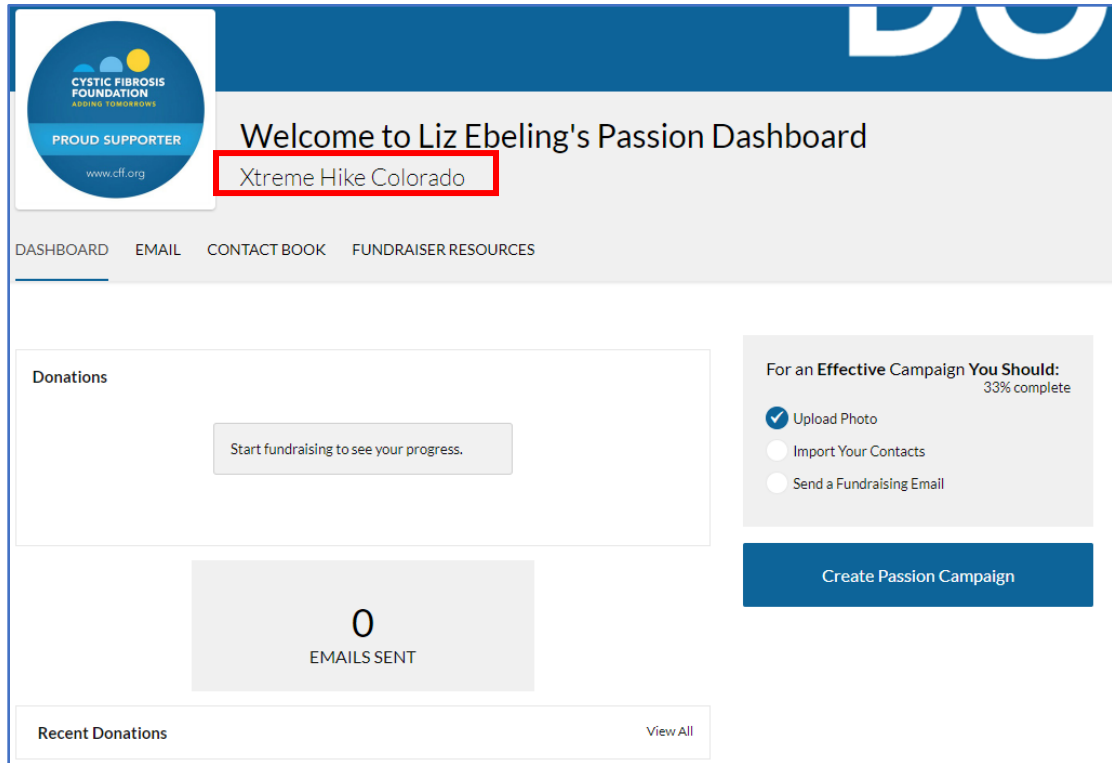 DO
CYSTIC FIBROSIS
FOUNDATION
ADDING TOMORROWS
PROUD SUPPORTER
www.cff.org
Welcome to Liz Ebeling's Passion Dashboard
Xtreme Hike Colorado
DASHBOARD EMAIL CONTACT BOOK FUNDRAISER RESOURCES
Donations
Start fundraising to see your progress.
For an Effective Campaign You Should:
33% complete
Upload Photo
Import Your Contacts
Send a Fundraising Email
Create Passion Campaign
0
EMAILS SENT
Recent Donations View All